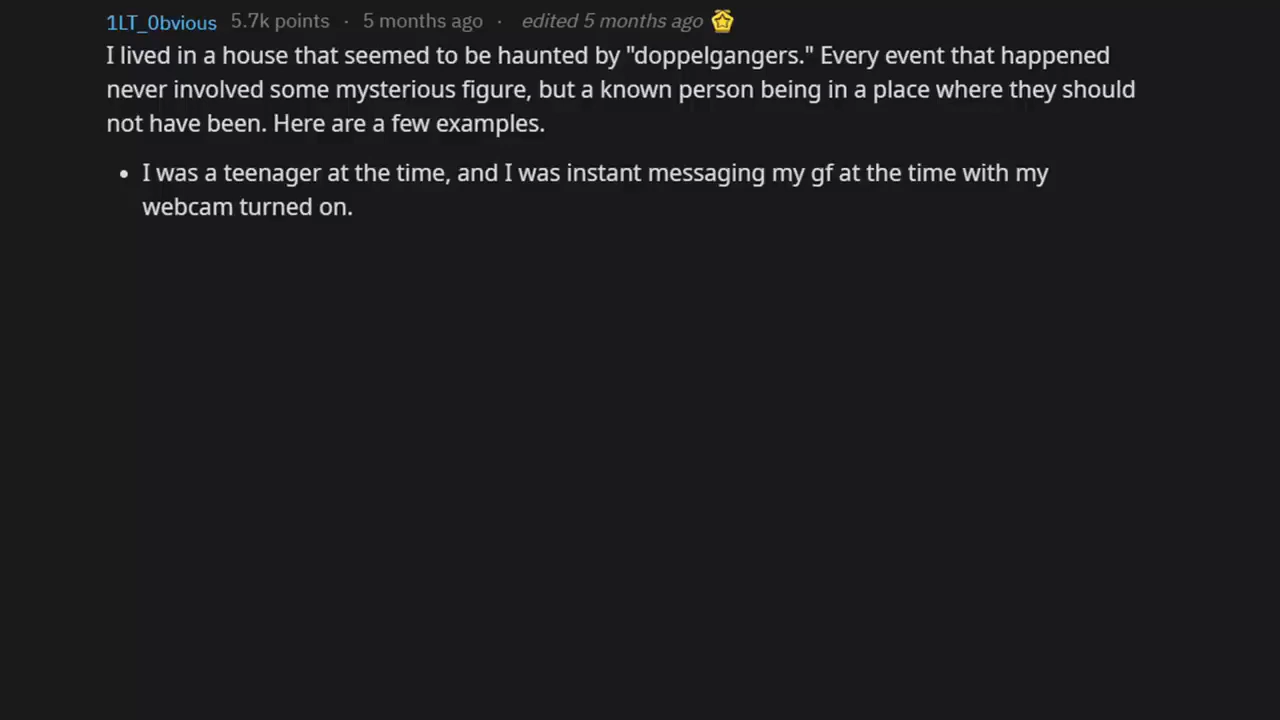 1LT_0bvious 5.7k points · 5 months ago · edited 5 months ago
I lived in a house that seemed to be haunted by "doppelgangers." Every event that happened
never involved some mysterious figure, but a known person being in a place where they should
not have been. Here are a few examples.
• I was a teenager at the time, and I was instant messaging my gf at the time with my
webcam turned on.